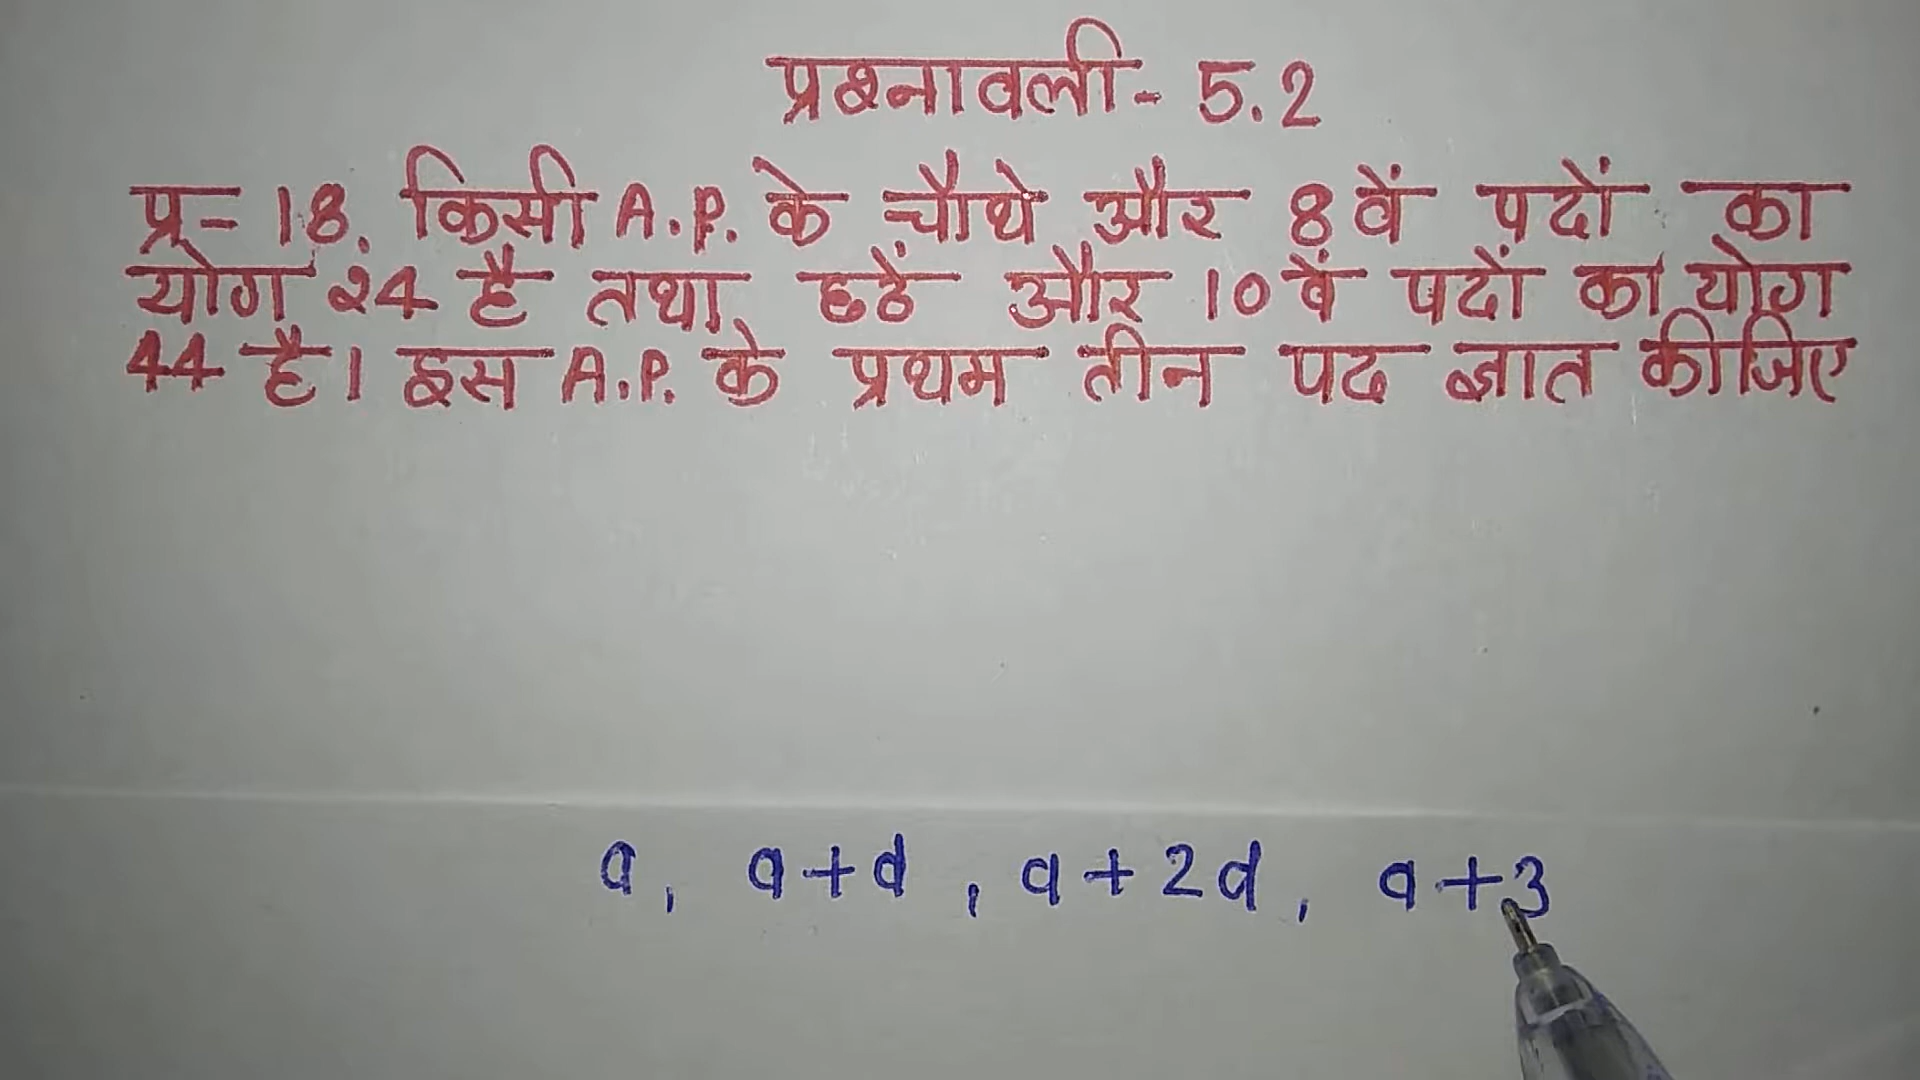 प्रश्नावली- 5.2
प्र- 18. किसी A.P. के चौथे और 8 वें पदों का
योग 24 है तथा छठें और 10 वें पदों का योग
44 है। इस A.P. के प्रथम तीन पद ज्ञात कीजिए
a, a+d, a+2d, a+3